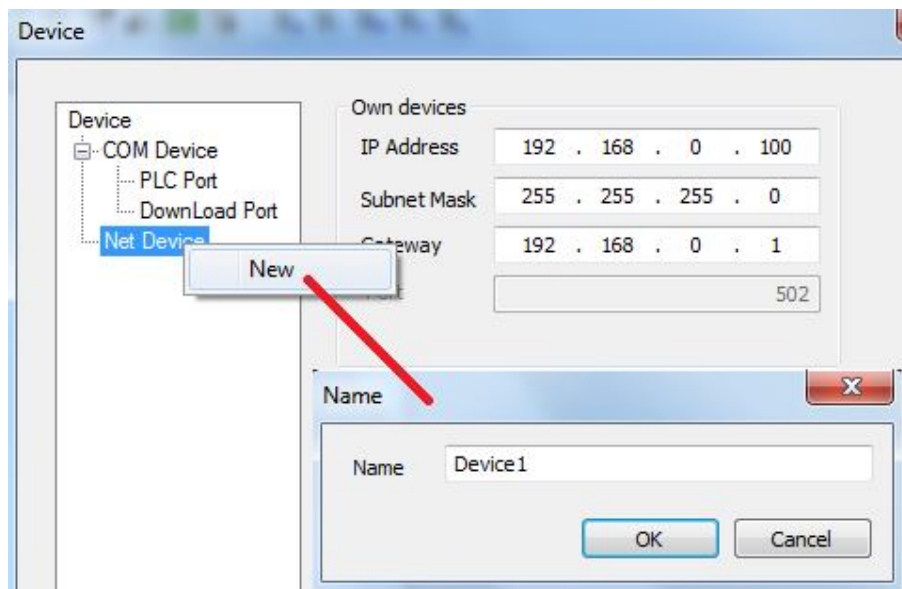 Device
Device
COM Device
PLC Port
DownLoad Port
Net Device
New
Own devices
IP Address 192 . 168 . 0 . 100
Subnet Mask 255 . 255 . 255 . 0
Gateway 192 . 168 . 0 . 1
502
Name
Name Device1
OK Cancel